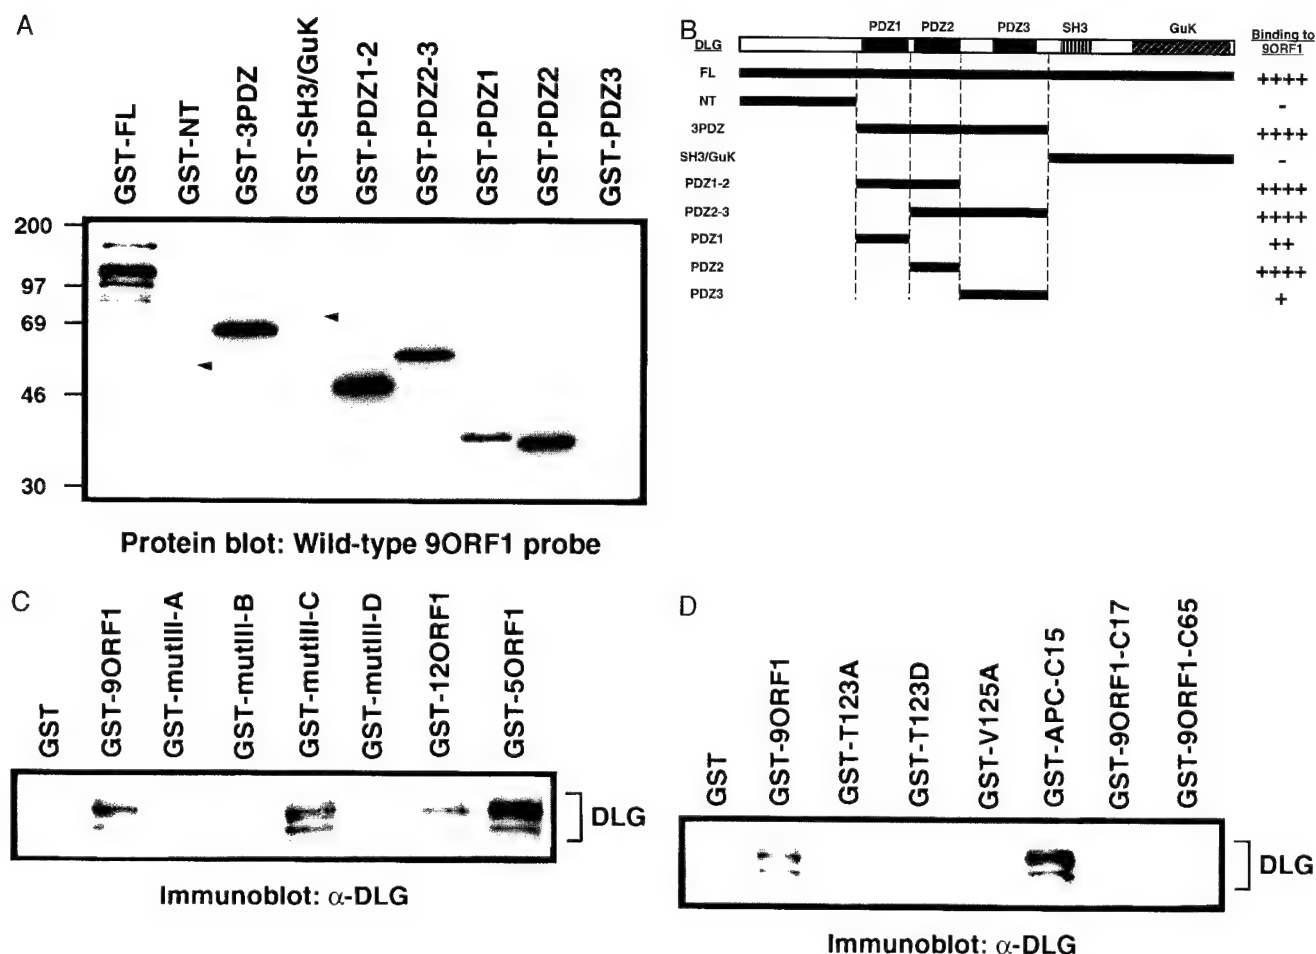 A
GST-FL
GST-NT
GST-3PDZ
GST-SH3/GuK
GST-PDZ1-2
GST-PDZ2-3
GST-PDZ1
GST-PDZ2
GST-PDZ3
200
97
69
46
30
Protein blot: Wild-type 9ORF1 probe
B
PDZ1 PDZ2 PDZ3 SH3 GuK
DLG
Binding to
9ORF1
FL ++++
NT -
3PDZ ++++
SH3/GuK -
PDZ1-2 ++++
PDZ2-3 ++++
PDZ1 ++
PDZ2 ++++
PDZ3 +
C
GST
GST-9ORF1
GST-mutIII-A
GST-mutIII-B
GST-mutIII-C
GST-mutIII-D
GST-12ORF1
GST-5ORF1
DLG
Immunoblot: α-DLG
D
GST
GST-9ORF1
GST-T123A
GST-T123D
GST-V125A
GST-APC-C15
GST-9ORF1-C17
GST-9ORF1-C65
DLG
Immunoblot: α-DLG